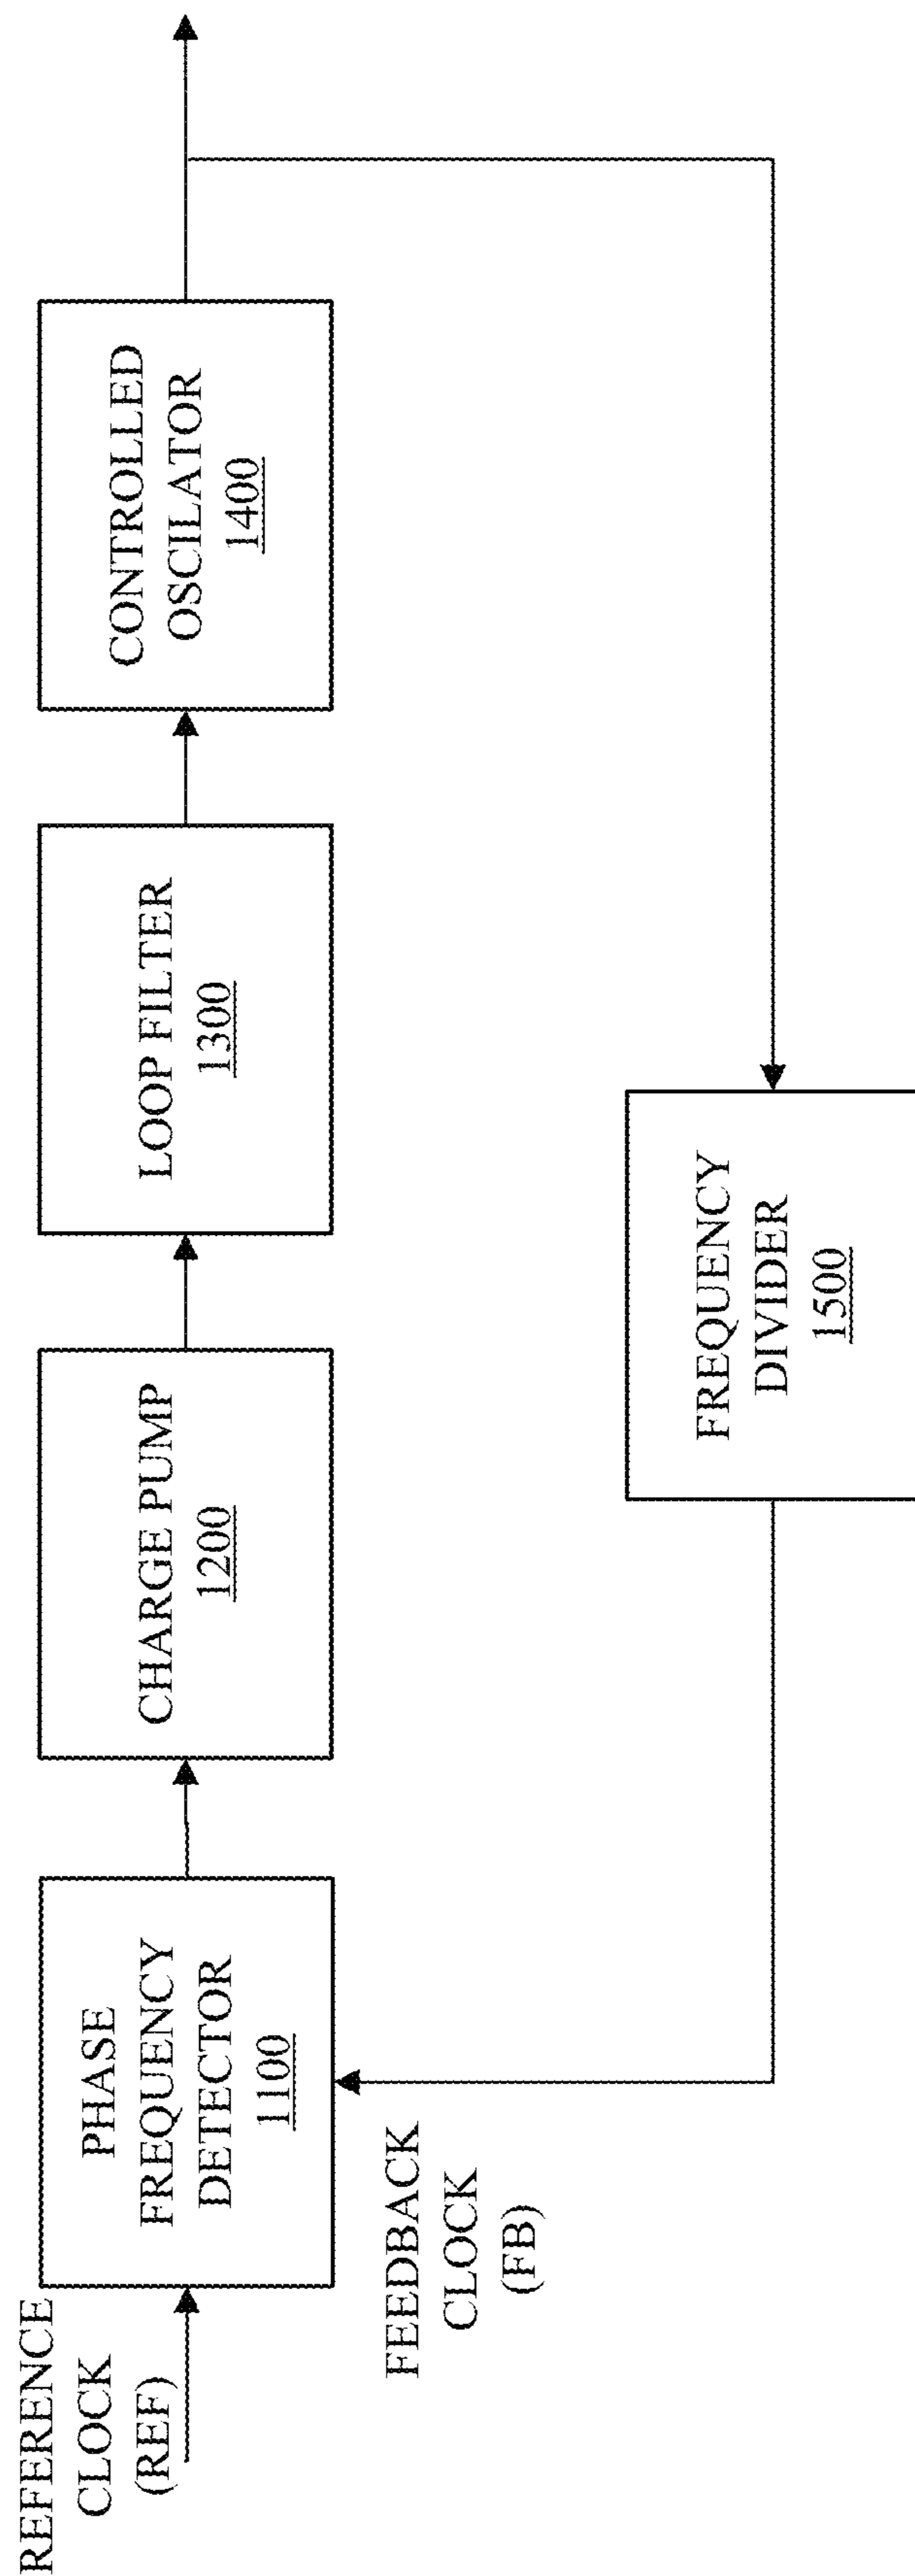 REFERENCE
CLOCK
(REF)
PHASE
FREQUENCY
DETECTOR
1100
CHARGE PUMP
1200
LOOP FILTER
1300
CONTROLLED
OSCILATOR
1400
FEEDBACK
CLOCK
(FB)
FREQUENCY
DIVIDER
1500